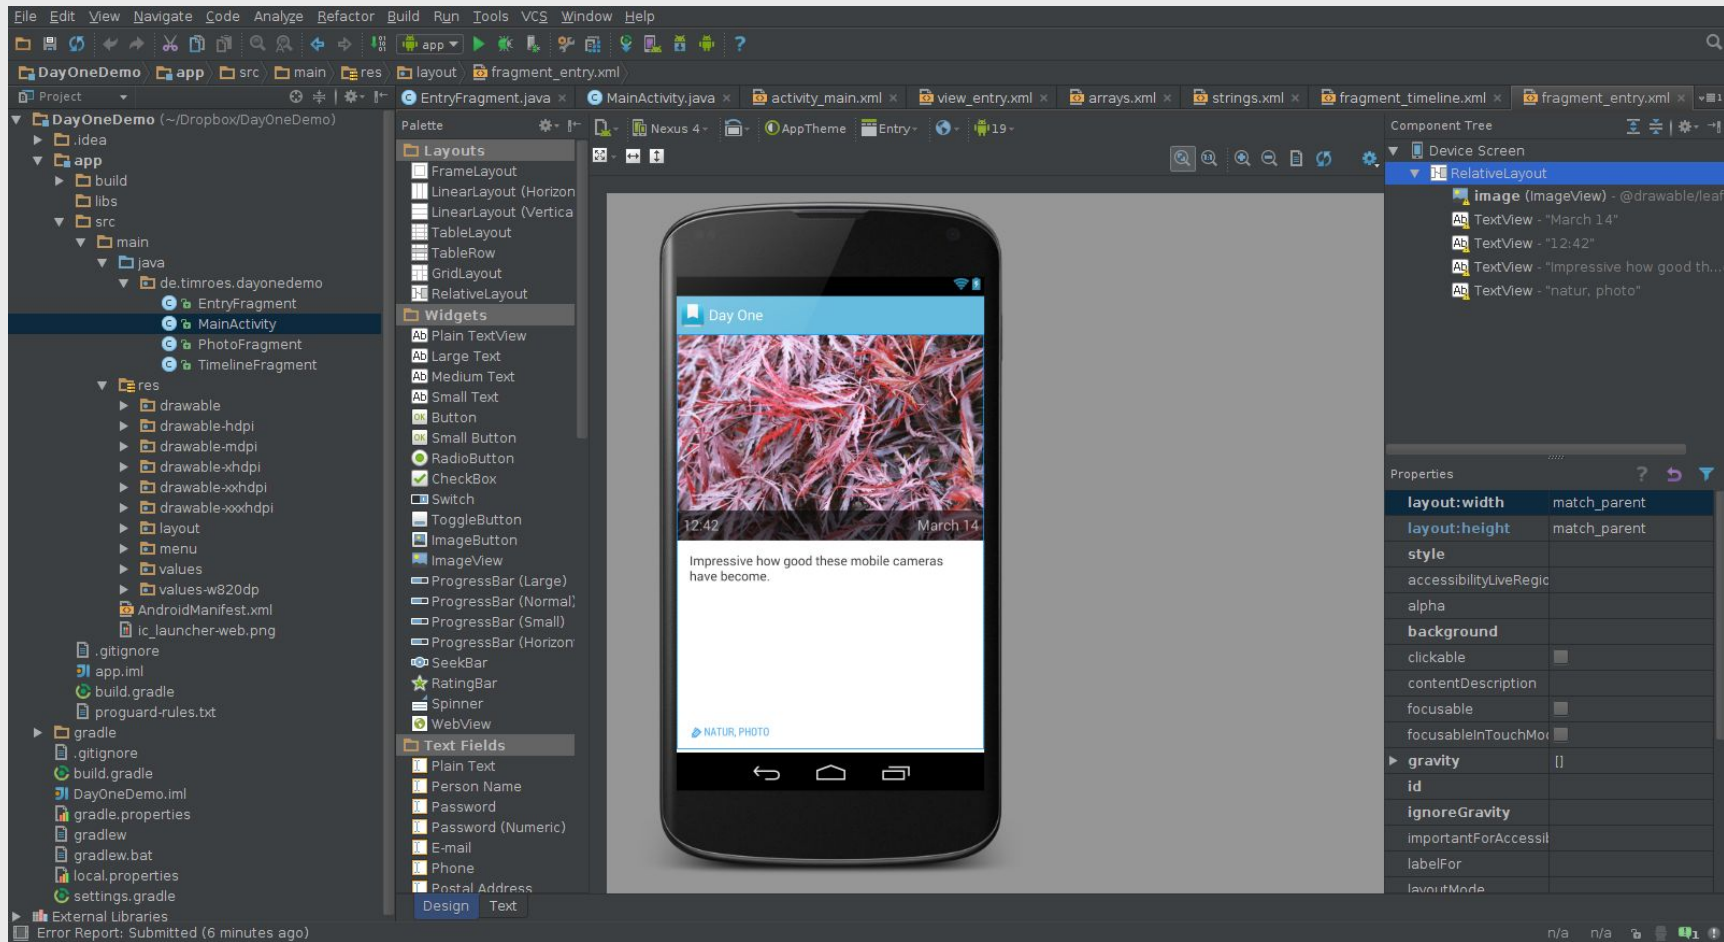 File Edit View Navigate Code Analyze Refactor Build Run Tools VCS Window Help
app
DayOneDemo app src main res layout fragment_entry.xml
Project
EntryFragment.java MainActivity.java activity_main.xml view_entry.xml arrays.xml strings.xml fragment_timeline.xml fragment_entry.xml
DayOneDemo (~/Dropbox/DayOneDemo)
.idea
app
build
libs
src
main
java
de.timroes.dayonedemo
EntryFragment
MainActivity
PhotoFragment
TimelineFragment
res
drawable
drawable-hdpi
drawable-mdpi
drawable-xhdpi
drawable-xxhdpi
drawable-xxxhdpi
layout
menu
values
values-w820dp
AndroidManifest.xml
ic_launcher-web.png
.gitignore
app.iml
build.gradle
proguard-rules.txt
gradle
.gitignore
build.gradle
DayOneDemo.iml
gradle.properties
gradlew
gradlew.bat
local.properties
settings.gradle
External Libraries
Palette
Layouts
FrameLayout
LinearLayout (Horizon
LinearLayout (Vertica
TableLayout
TableRow
GridLayout
RelativeLayout
Widgets
Plain TextView
Large Text
Medium Text
Small Text
Button
Small Button
RadioButton
CheckBox
Switch
ToggleButton
ImageButton
ImageView
ProgressBar (Large)
ProgressBar (Normal)
ProgressBar (Small)
ProgressBar (Horizon
SeekBar
RatingBar
Spinner
WebView
Text Fields
Plain Text
Person Name
Password
Password (Numeric)
E-mail
Phone
Postal Address
Design Text
Nexus 4 AppTheme Entry 19
Day One
12:42 March 14
Impressive how good these mobile cameras
have become.
NATUR, PHOTO
Component Tree
Device Screen
RelativeLayout
image (ImageView) - @drawable/leaf
TextView - "March 14"
TextView - "12:42"
TextView - "Impressive how good th...
TextView - "natur, photo"
Properties
layout:width match_parent
layout:height match_parent
style
accessibilityLiveRegic
alpha
background
clickable
contentDescription
focusable
focusableInTouchMo
gravity []
id
ignoreGravity
importantForAccessib
labelFor
layoutMode
Error Report: Submitted (6 minutes ago) n/a n/a 1